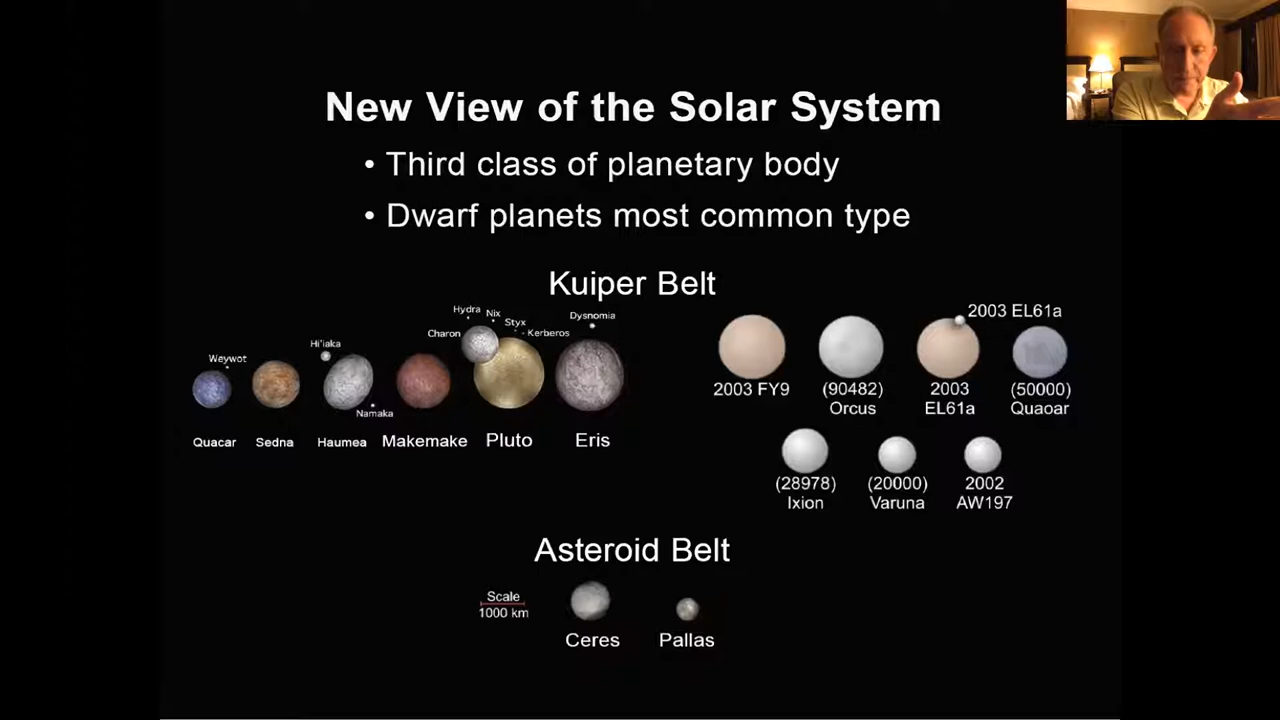 New View of the Solar System
• Third class of planetary body
• Dwarf planets most common type
Kuiper Belt
Weywot
Hi'iaka
Namaka
Hydra
Nix
Styx
Charon
Kerberos
Dysnomia
Quacar
Sedna
Haumea
Makemake
Pluto
Eris
2003 EL61a
2003 FY9
(90482)
Orcus
2003
EL61a
(50000)
Quaoar
(28978)
Ixion
(20000)
Varuna
2002
AW197
Asteroid Belt
Scale
1000 km
Ceres
Pallas